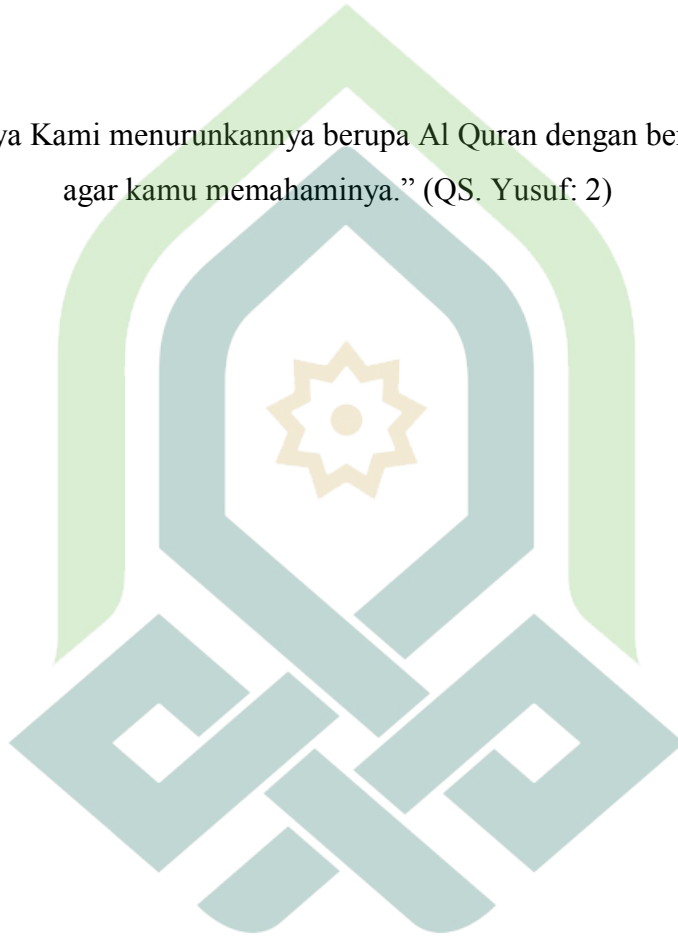 ya Kami menurunkannya berupa Al Quran dengan ber
agar kamu memahaminya.” (QS. Yusuf: 2)